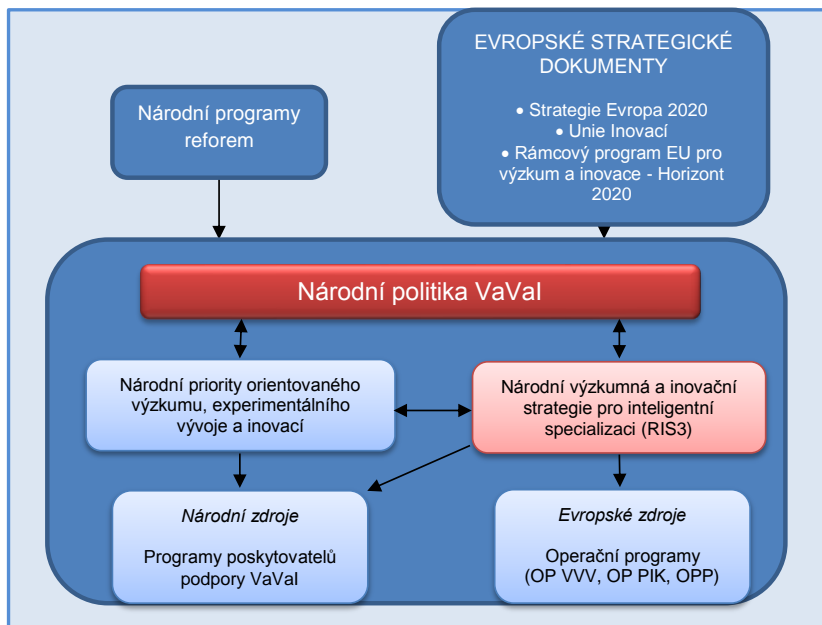 Národní programy
reforem
EVROPSKÉ STRATEGICKÉ
DOKUMENTY
• Strategie Evropa 2020
• Unie Inovací
• Rámcový program EU pro
výzkum a inovace - Horizont
2020
Národní politika VaVaI
Národní priority orientovaného
výzkumu, experimentálního
vývoje a inovací
Národní výzkumná a inovační
strategie pro inteligentní
specializaci (RIS3)
Národní zdroje
Programy poskytovatelů
podpory VaVaI
Evropské zdroje
Operační programy
(OP VVV, OP PIK, OPP)